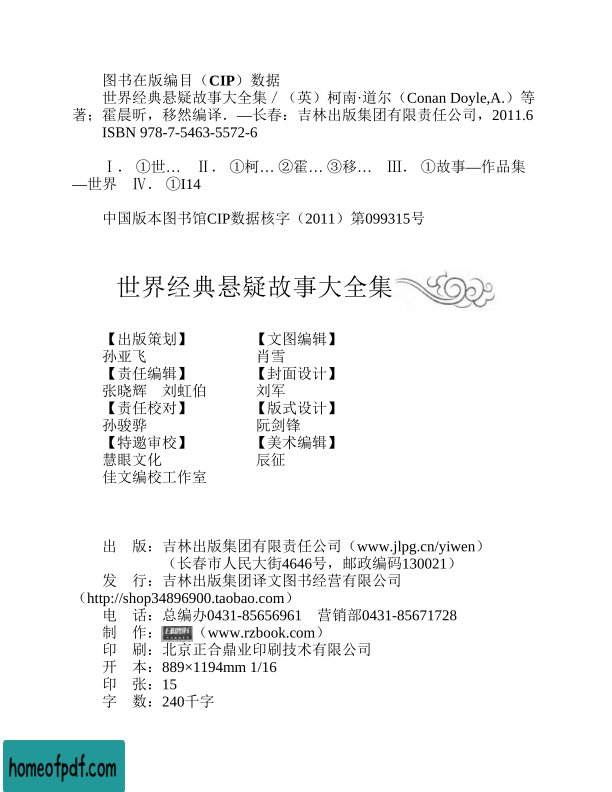 图书在版编目（CIP）数据
世界经典悬疑故事大全集／（英）柯南·道尔（Conan Doyle,A.）等
著；霍晨昕，移然编译．—长春：吉林出版集团有限责任公司，2011.6
ISBN 978-7-5463-5572-6
Ⅰ． ①世… Ⅱ． ①柯… ②霍… ③移… Ⅲ． ①故事—作品集
—世界 Ⅳ． ①I14
中国版本图书馆CIP数据核字（2011）第099315号
世界经典悬疑故事大全集
【出版策划】 【文图编辑】
孙亚飞 肖雪
【责任编辑】 【封面设计】
张晓辉 刘虹伯 刘军
【责任校对】 【版式设计】
孙骏骅 阮剑锋
【特邀审校】 【美术编辑】
慧眼文化 辰征
佳文编校工作室
出 版：吉林出版集团有限责任公司（www.jlpg.cn/yiwen）
（长春市人民大街4646号，邮政编码130021）
发 行：吉林出版集团译文图书经营有限公司
（http://shop34896900.taobao.com）
电 话：总编办0431-85656961 营销部0431-85671728
制 作：（www.rzbook.com）
印 刷：北京正合鼎业印刷技术有限公司
开 本：889×1194mm 1/16
印 张：15
字 数：240千字
homeofpdf.com